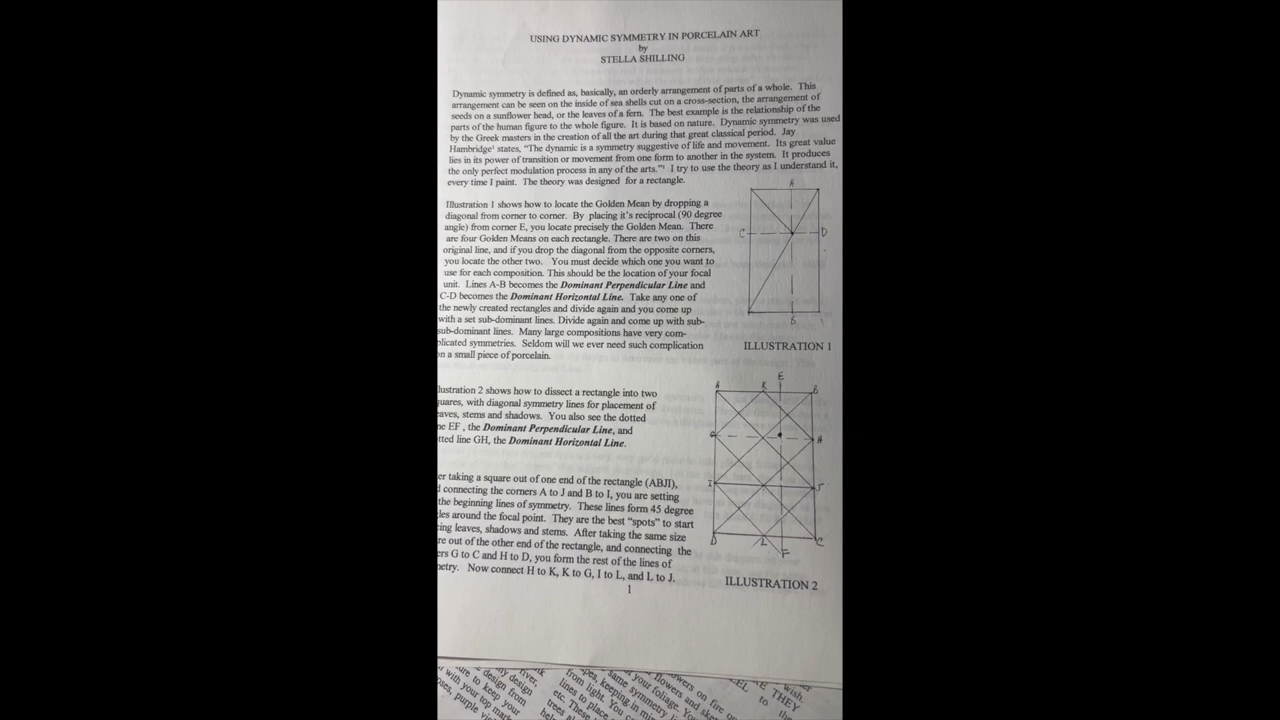 USING DYNAMIC SYMMETRY IN PORCELAIN ART
by
STELLA SHILLING
Dynamic symmetry is defined as, basically, an orderly arrangement of parts of a whole. This
arrangement can be seen on the inside of sea shells cut on a cross-section, the arrangement of
seeds on a sunflower head, or the leaves of a fern. The best example is the relationship of the
parts of the human figure to the whole figure. It is based on nature. Dynamic symmetry was used
by the Greek masters in the creation of all the art during that great classical period. Jay
Hambridge¹ states, "The dynamic is a symmetry suggestive of life and movement. Its great value
lies in its power of transition or movement from one form to another in the system. It produces
the only perfect modulation process in any of the arts."¹ I try to use the theory as I understand it,
every time I paint. The theory was designed for a rectangle.
Illustration 1 shows how to locate the Golden Mean by dropping a
diagonal from corner to corner. By placing it's reciprocal (90 degree
angle) from corner E, you locate precisely the Golden Mean. There
are four Golden Means on each rectangle. There are two on this
original line, and if you drop the diagonal from the opposite corners,
you locate the other two. You must decide which one you want to
use for each composition. This should be the location of your focal
unit. Lines A-B becomes the Dominant Perpendicular Line and
C-D becomes the Dominant Horizontal Line. Take any one of
the newly created rectangles and divide again and you come up
with a set sub-dominant lines. Divide again and come up with sub-
sub-dominant lines. Many large compositions have very com-
plicated symmetries. Seldom will we ever need such complication
on a small piece of porcelain.
A
C D
B
ILLUSTRATION 1
lustration 2 shows how to dissect a rectangle into two
uares, with diagonal symmetry lines for placement of
eaves, stems and shadows. You also see the dotted
ne EF , the Dominant Perpendicular Line, and
tted line GH, the Dominant Horizontal Line.
er taking a square out of one end of the rectangle (ABJI),
d connecting the corners A to J and B to I, you are setting
the beginning lines of symmetry. These lines form 45 degree
les around the focal point. They are the best "spots" to start
cing leaves, shadows and stems. After taking the same size
re out of the other end of the rectangle, and connecting the
ers G to C and H to D, you form the rest of the lines of
metry. Now connect H to K, K to G, I to L, and L to J.
E
A K B
G H
I J
D L C
F
ILLUSTRATION 2
1